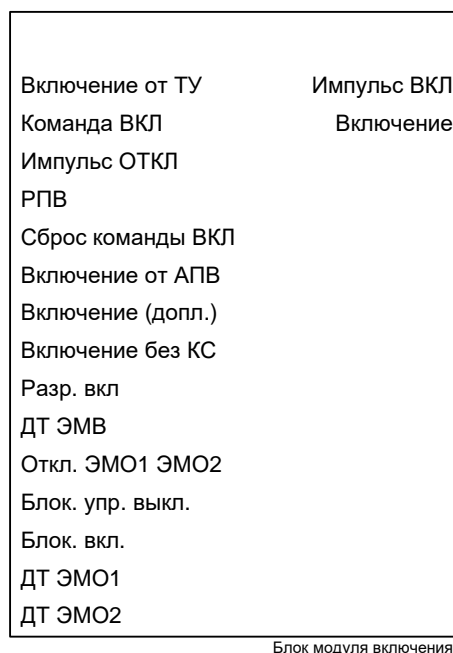 Включение от ТУ Импульс ВКЛ
Команда ВКЛ Включение
Импульс ОТКЛ
РПВ
Сброс команды ВКЛ
Включение от АПВ
Включение (допл.)
Включение без КС
Разр. вкл
ДТ ЭМВ
Откл. ЭМО1 ЭМО2
Блок. упр. выкл.
Блок. вкл.
ДТ ЭМО1
ДТ ЭМО2
Блок модуля включения